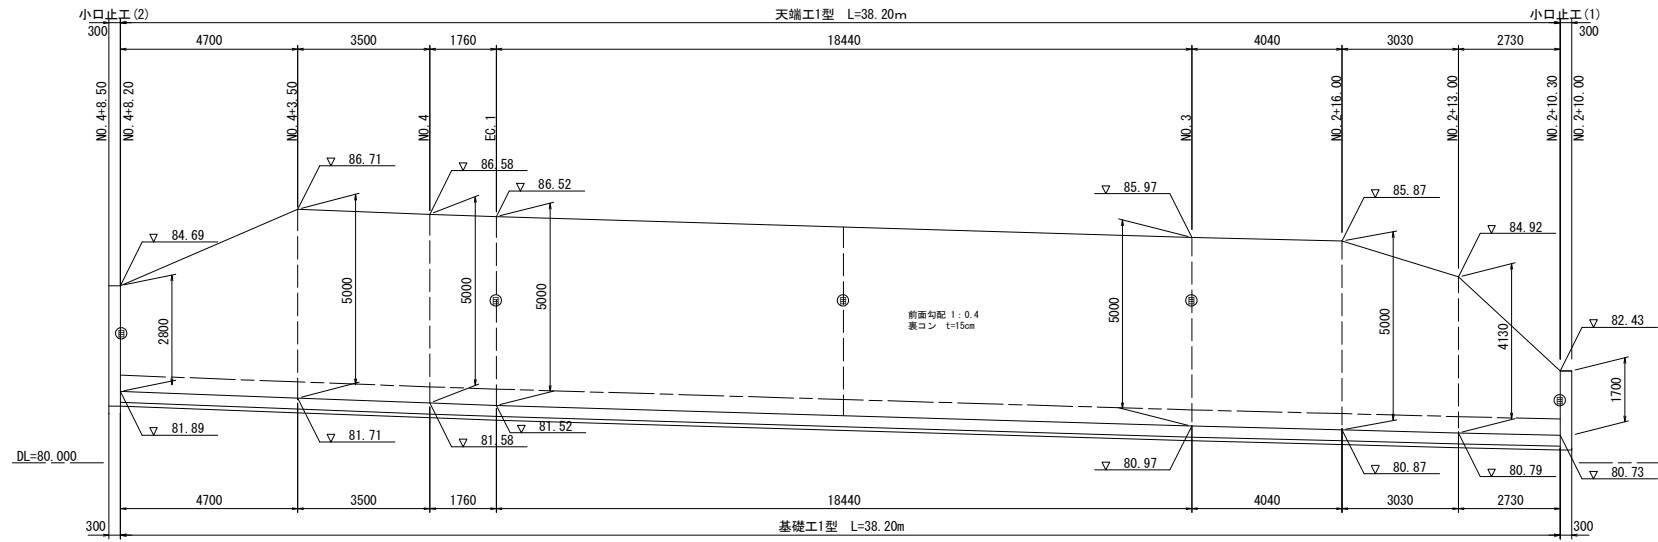 小口止工(2)
天端工1型 L=38.20m
小口止工(1)
300
300
4700
3500
1760
18440
4040
3030
2730
NO.4+8.50
NO.4+8.20
NO.4+3.50
NO.4
EC.1
NO.3
NO.2+16.00
NO.2+13.00
NO.2+10.30
NO.2+10.00
▽ 86.71
▽ 86.58
▽ 86.52
▽ 85.97
▽ 85.87
▽ 84.69
▽ 84.92
2800
5000
5000
5000
前面勾配 1:0.4
裏コン t=15cm
5000
5000
4130
▽ 82.43
1700
▽ 81.89
▽ 81.71
▽ 81.58
▽ 81.52
▽ 80.97
▽ 80.87
▽ 80.79
▽ 80.73
DL=80.000
4700
3500
1760
18440
4040
3030
2730
300
基礎工1型 L=38.20m
300